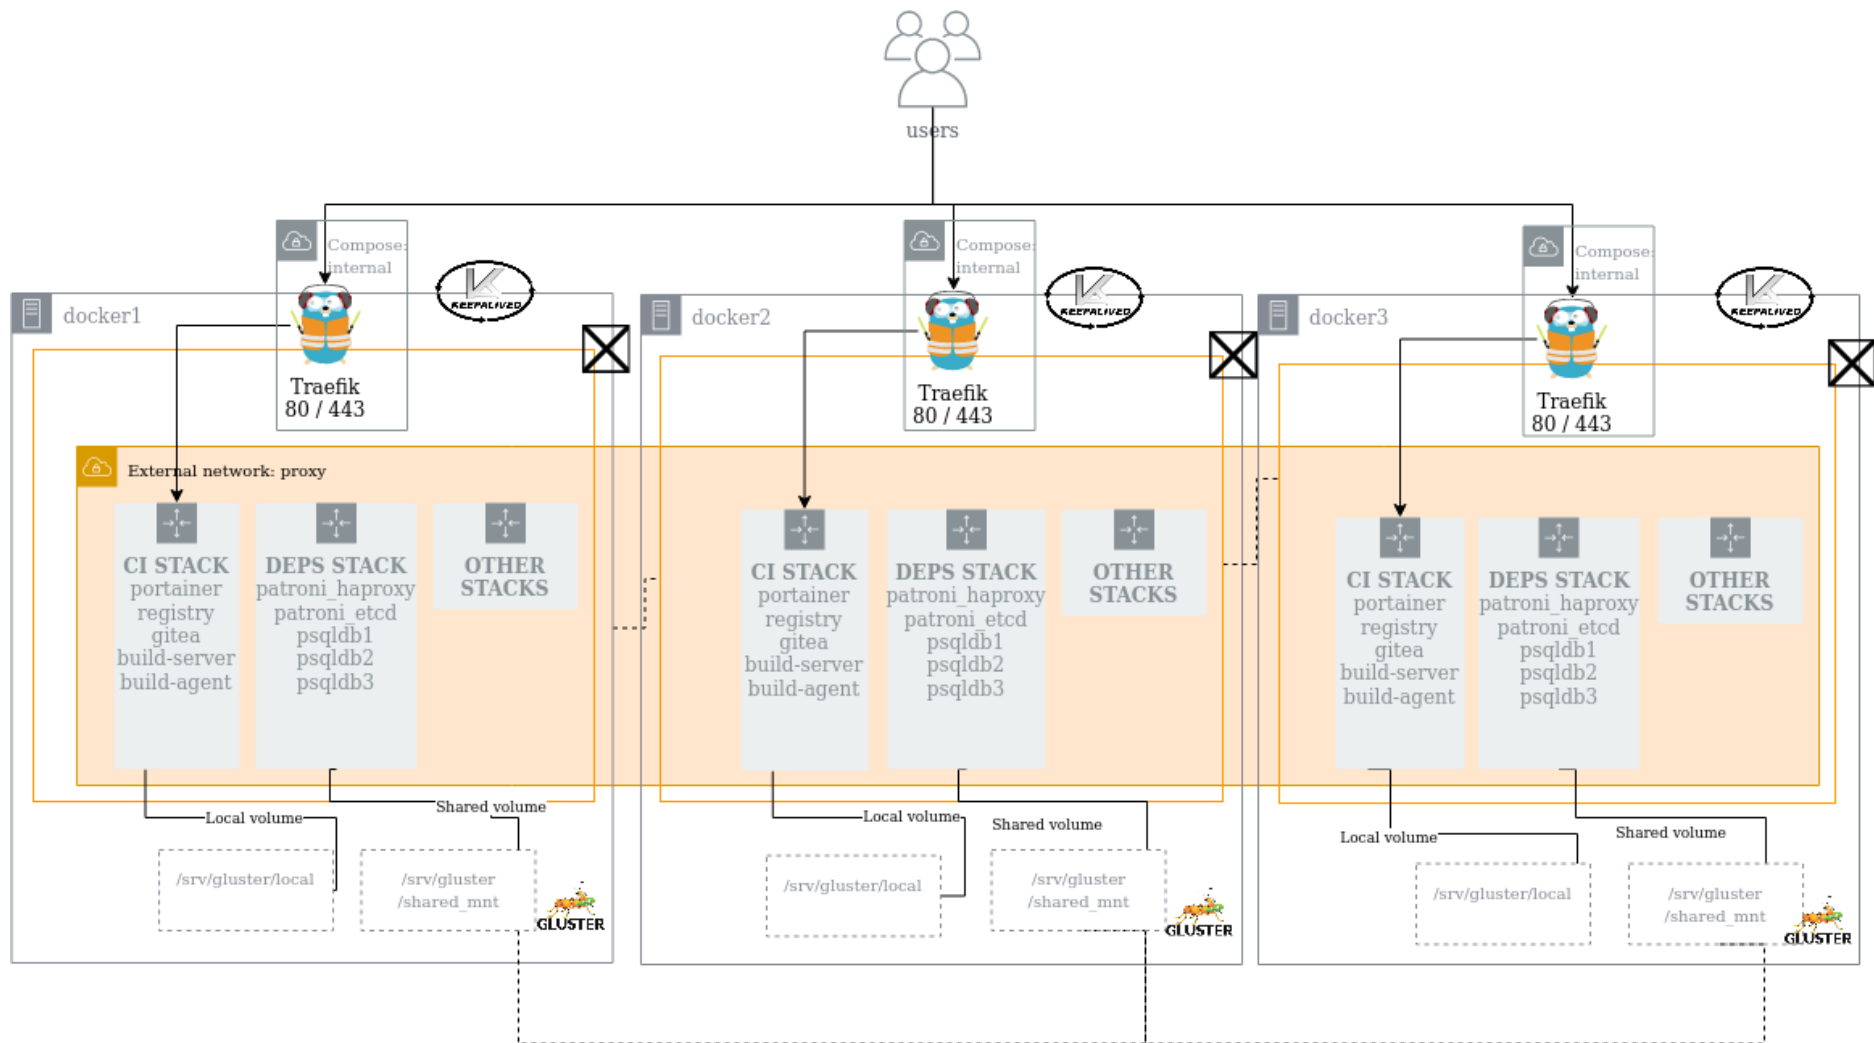 users
Compose:
internal
Compose:
internal
Compose:
internal
KEEPALIVED
KEEPALIVED
KEEPALIVED
docker1
docker2
docker3
Traefik
80 / 443
Traefik
80 / 443
Traefik
80 / 443
External network: proxy
CI STACK
portainer
registry
gitea
build-server
build-agent
DEPS STACK
patroni_haproxy
patroni_etcd
psqldb1
psqldb2
psqldb3
OTHER
STACKS
CI STACK
portainer
registry
gitea
build-server
build-agent
DEPS STACK
patroni_haproxy
patroni_etcd
psqldb1
psqldb2
psqldb3
OTHER
STACKS
CI STACK
portainer
registry
gitea
build-server
build-agent
DEPS STACK
patroni_haproxy
patroni_etcd
psqldb1
psqldb2
psqldb3
OTHER
STACKS
Local volume
Shared volume
Local volume
Shared volume
Local volume
Shared volume
/srv/gluster/local
/srv/gluster
/shared_mnt
GLUSTER
/srv/gluster/local
/srv/gluster
/shared_mnt
GLUSTER
/srv/gluster/local
/srv/gluster
/shared_mnt
GLUSTER